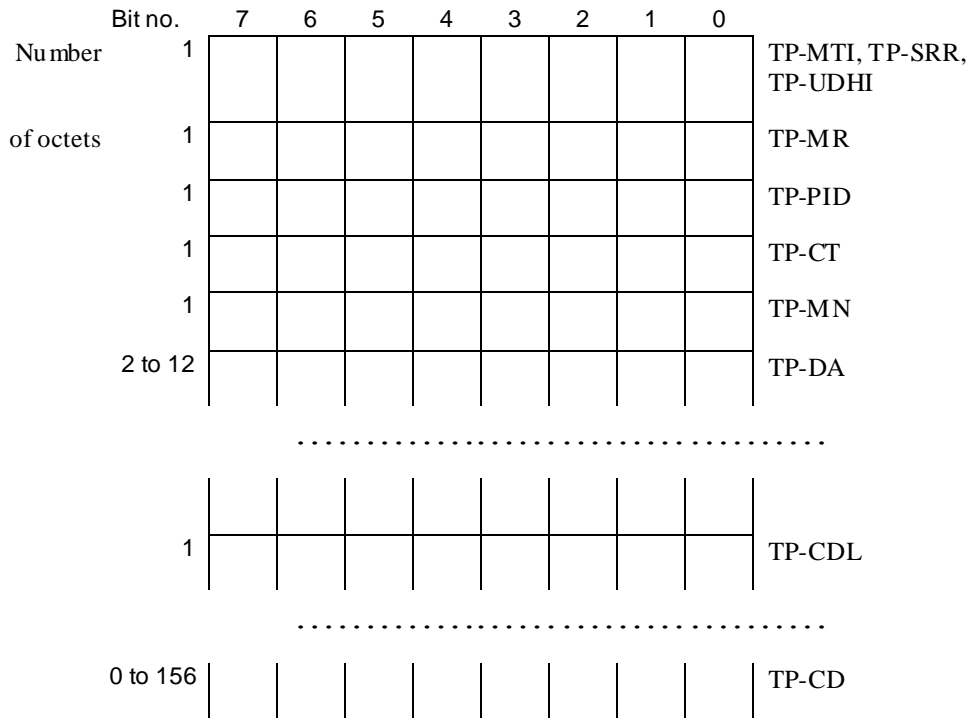 Bit no. 7 6 5 4 3 2 1 0
Number 1 TP-MTI, TP-SRR,
TP-UDHI
of octets 1 TP-MR
1 TP-PID
1 TP-CT
1 TP-MN
2 to 12 TP-DA
1 TP-CDL
0 to 156 TP-CD